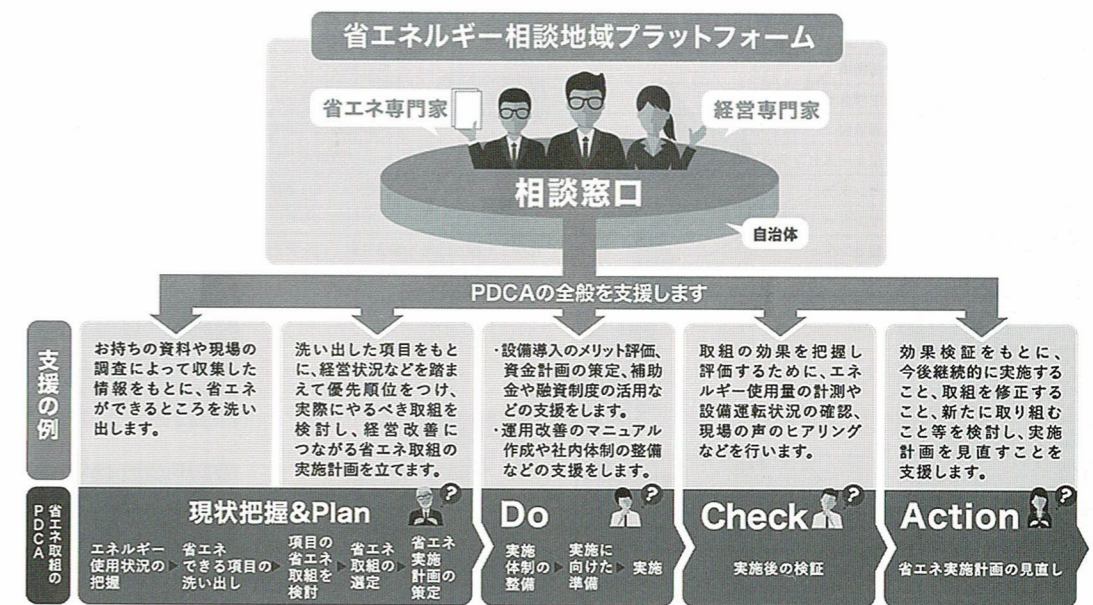 省エネルギー相談地域プラットフォーム
省エネ専門家
経営専門家
相談窓口
自治体
PDCAの全般を支援します
支援の例
お持ちの資料や現場の
調査によって収集した
情報をもとに、省エネ
ができるところを洗い
出します。
洗い出した項目をもと
に、経営状況などを踏ま
えて優先順位をつけ、
実際にやるべき取組を
検討し、経営改善に
つながる省エネ取組の
実施計画を立てます。
・設備導入のメリット評価、
資金計画の策定、補助
金や融資制度の活用な
どの支援をします。
・運用改善のマニュアル
作成や社内体制の整備
などの支援をします。
取組の効果を把握し
評価するために、エネ
ルギー使用量の計測や
設備運転状況の確認、
現場の声のヒアリング
などを行います。
効果検証をもとに、
今後継続的に実施する
こと、取組を修正する
こと、新たに取り組む
こと等を検討し、実施
計画を見直すことを
支援します。
省エネ取組の
PDCA
現状把握&Plan
?
エネルギー
使用状況の
把握
省エネ
できる項目の
洗い出し
項目の
省エネ
取組を
検討
省エネ
取組の
選定
省エネ
実施
計画の
策定
Do
?
実施
体制の
整備
実施に
向けた
準備
実施
Check
?
実施後の検証
Action
?
省エネ実施計画の見直し